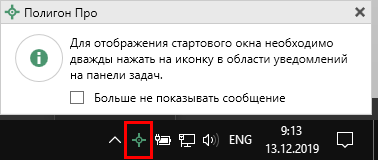 Полигон Про
Для отображения стартового окна необходимо
дважды нажать на иконку в области уведомлений
на панели задач.
Больше не показывать сообщение
ENG
9:13
13.12.2019